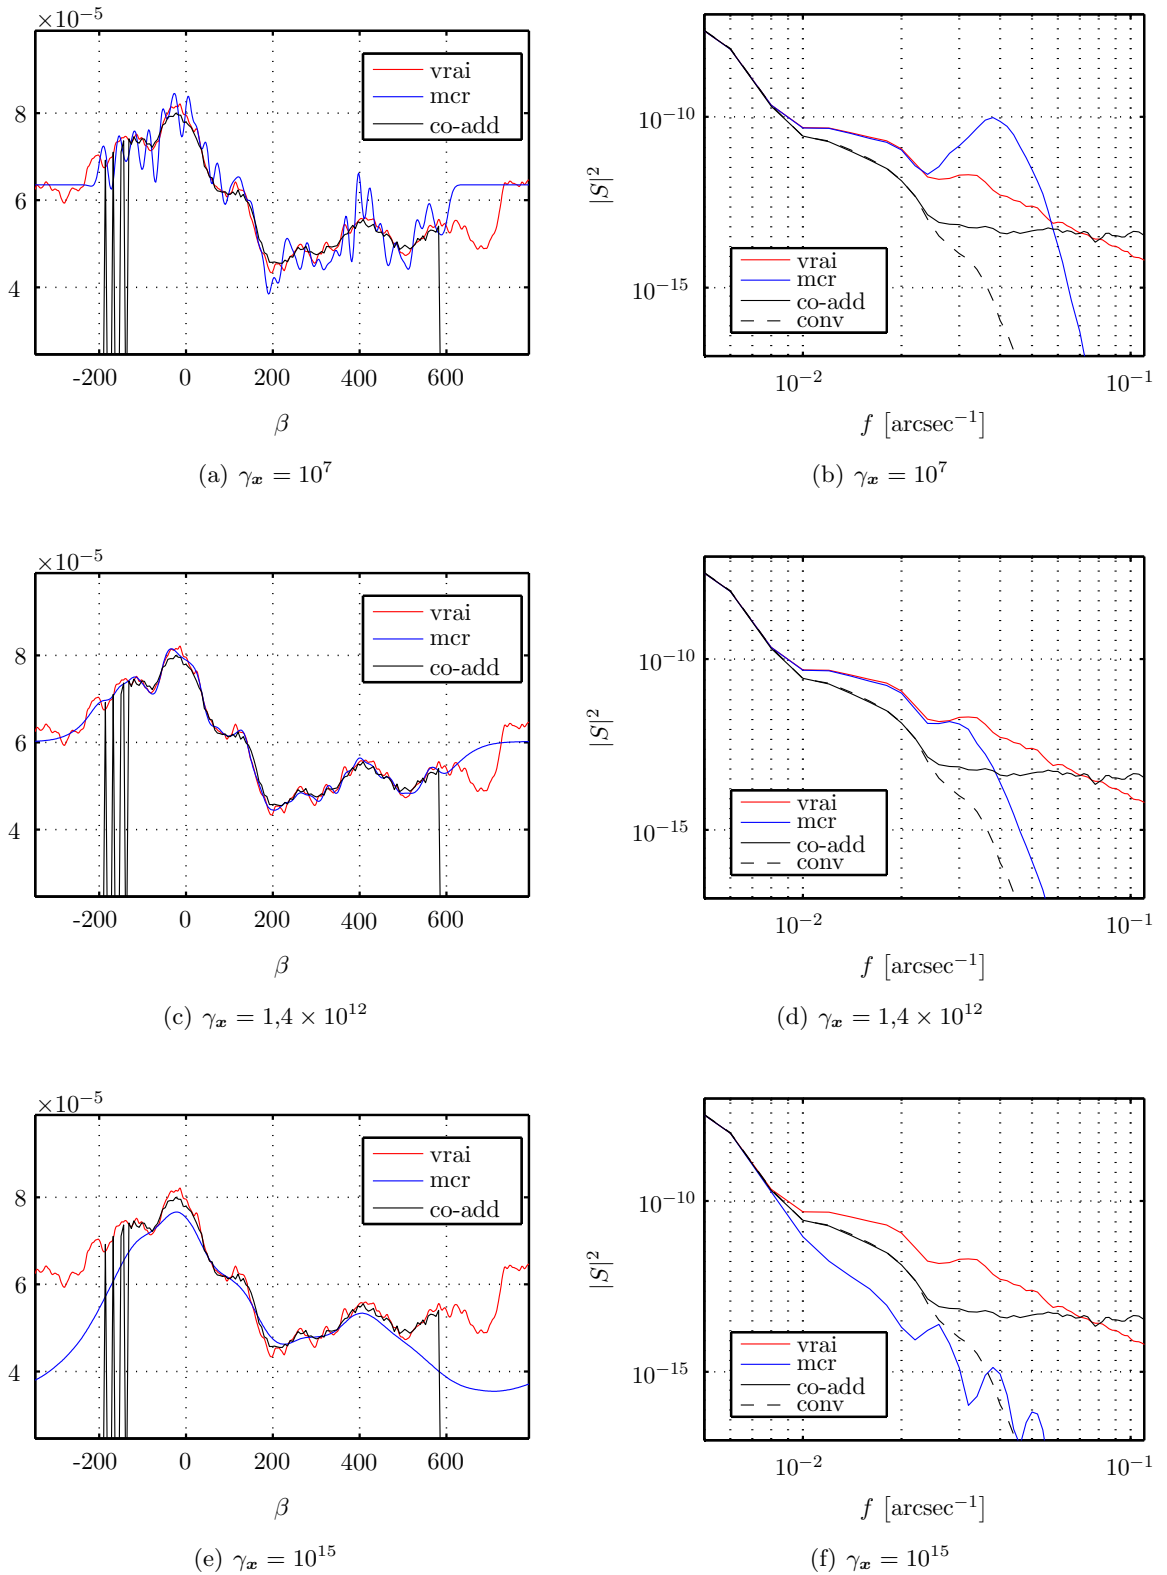 ×10⁻⁵
8
6
4
-200 0 200 400 600
β
vrai
mcr
co-add
(a) γₓ = 10⁷
|S|²
10⁻¹⁰
10⁻¹⁵
10⁻² 10⁻¹
f [arcsec⁻¹]
vrai
mcr
co-add
conv
(b) γₓ = 10⁷
×10⁻⁵
8
6
4
-200 0 200 400 600
β
vrai
mcr
co-add
(c) γₓ = 1,4 × 10¹²
|S|²
10⁻¹⁰
10⁻¹⁵
10⁻² 10⁻¹
f [arcsec⁻¹]
vrai
mcr
co-add
conv
(d) γₓ = 1,4 × 10¹²
×10⁻⁵
8
6
4
-200 0 200 400 600
β
vrai
mcr
co-add
(e) γₓ = 10¹⁵
|S|²
10⁻¹⁰
10⁻¹⁵
10⁻² 10⁻¹
f [arcsec⁻¹]
vrai
mcr
co-add
conv
(f) γₓ = 10¹⁵